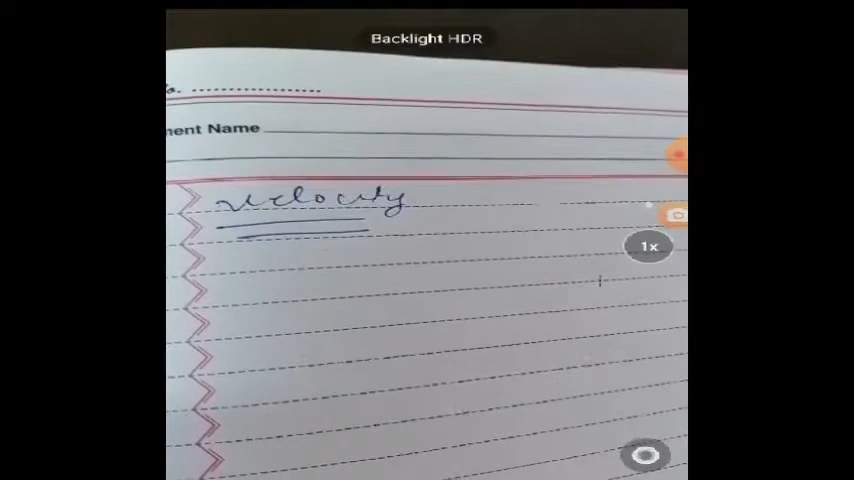 Backlight HDR
o. ..............................
ment Name
velocity
1x